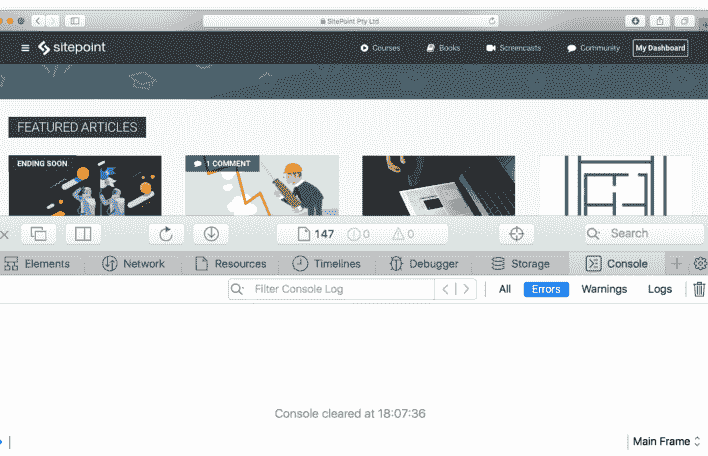 SitePoint Pty Ltd
sitepoint
Courses
Books
Screencasts
Community
My Dashboard
FEATURED ARTICLES
ENDING SOON
1 COMMENT
147
0
0
Search
Elements
Network
Resources
Timelines
Debugger
Storage
Console
Filter Console Log
All
Errors
Warnings
Logs
Console cleared at 18:07:36
Main Frame